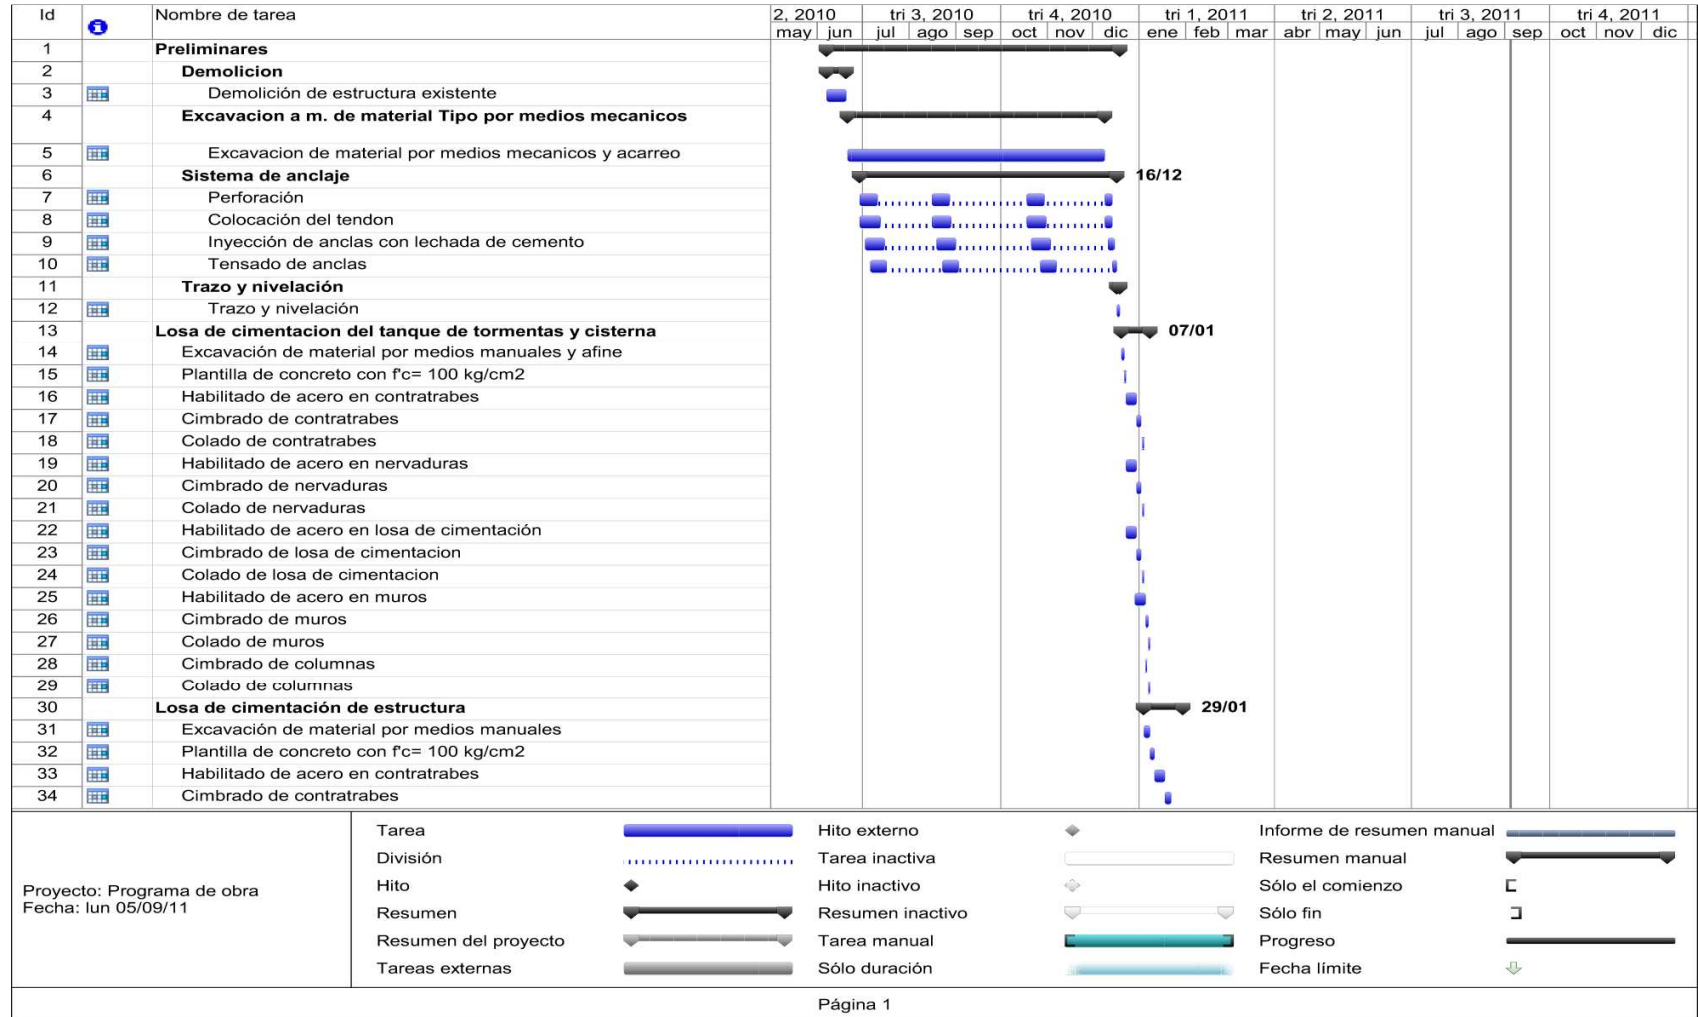 Id Nombre de tarea 2, 2010 tri 3, 2010 tri 4, 2010 tri 1, 2011 tri 2, 2011 tri 3, 2011 tri 4, 2011
may jun jul ago sep oct nov dic ene feb mar abr may jun jul ago sep oct nov dic
1 Preliminares
2 Demolicion
3 Demolición de estructura existente
4 Excavacion a m. de material Tipo por medios mecanicos
5 Excavacion de material por medios mecanicos y acarreo
6 Sistema de anclaje 16/12
7 Perforación
8 Colocación del tendon
9 Inyección de anclas con lechada de cemento
10 Tensado de anclas
11 Trazo y nivelación
12 Trazo y nivelación
13 Losa de cimentacion del tanque de tormentas y cisterna 07/01
14 Excavación de material por medios manuales y afine
15 Plantilla de concreto con f'c= 100 kg/cm2
16 Habilitado de acero en contratrabes
17 Cimbrado de contratrabes
18 Colado de contratrabes
19 Habilitado de acero en nervaduras
20 Cimbrado de nervaduras
21 Colado de nervaduras
22 Habilitado de acero en losa de cimentación
23 Cimbrado de losa de cimentacion
24 Colado de losa de cimentacion
25 Habilitado de acero en muros
26 Cimbrado de muros
27 Colado de muros
28 Cimbrado de columnas
29 Colado de columnas
30 Losa de cimentación de estructura 29/01
31 Excavación de material por medios manuales
32 Plantilla de concreto con f'c= 100 kg/cm2
33 Habilitado de acero en contratrabes
34 Cimbrado de contratrabes
Proyecto: Programa de obra
Fecha: lun 05/09/11
Tarea Hito externo Informe de resumen manual
División Tarea inactiva Resumen manual
Hito Hito inactivo Sólo el comienzo
Resumen Resumen inactivo Sólo fin
Resumen del proyecto Tarea manual Progreso
Tareas externas Sólo duración Fecha límite
Página 1